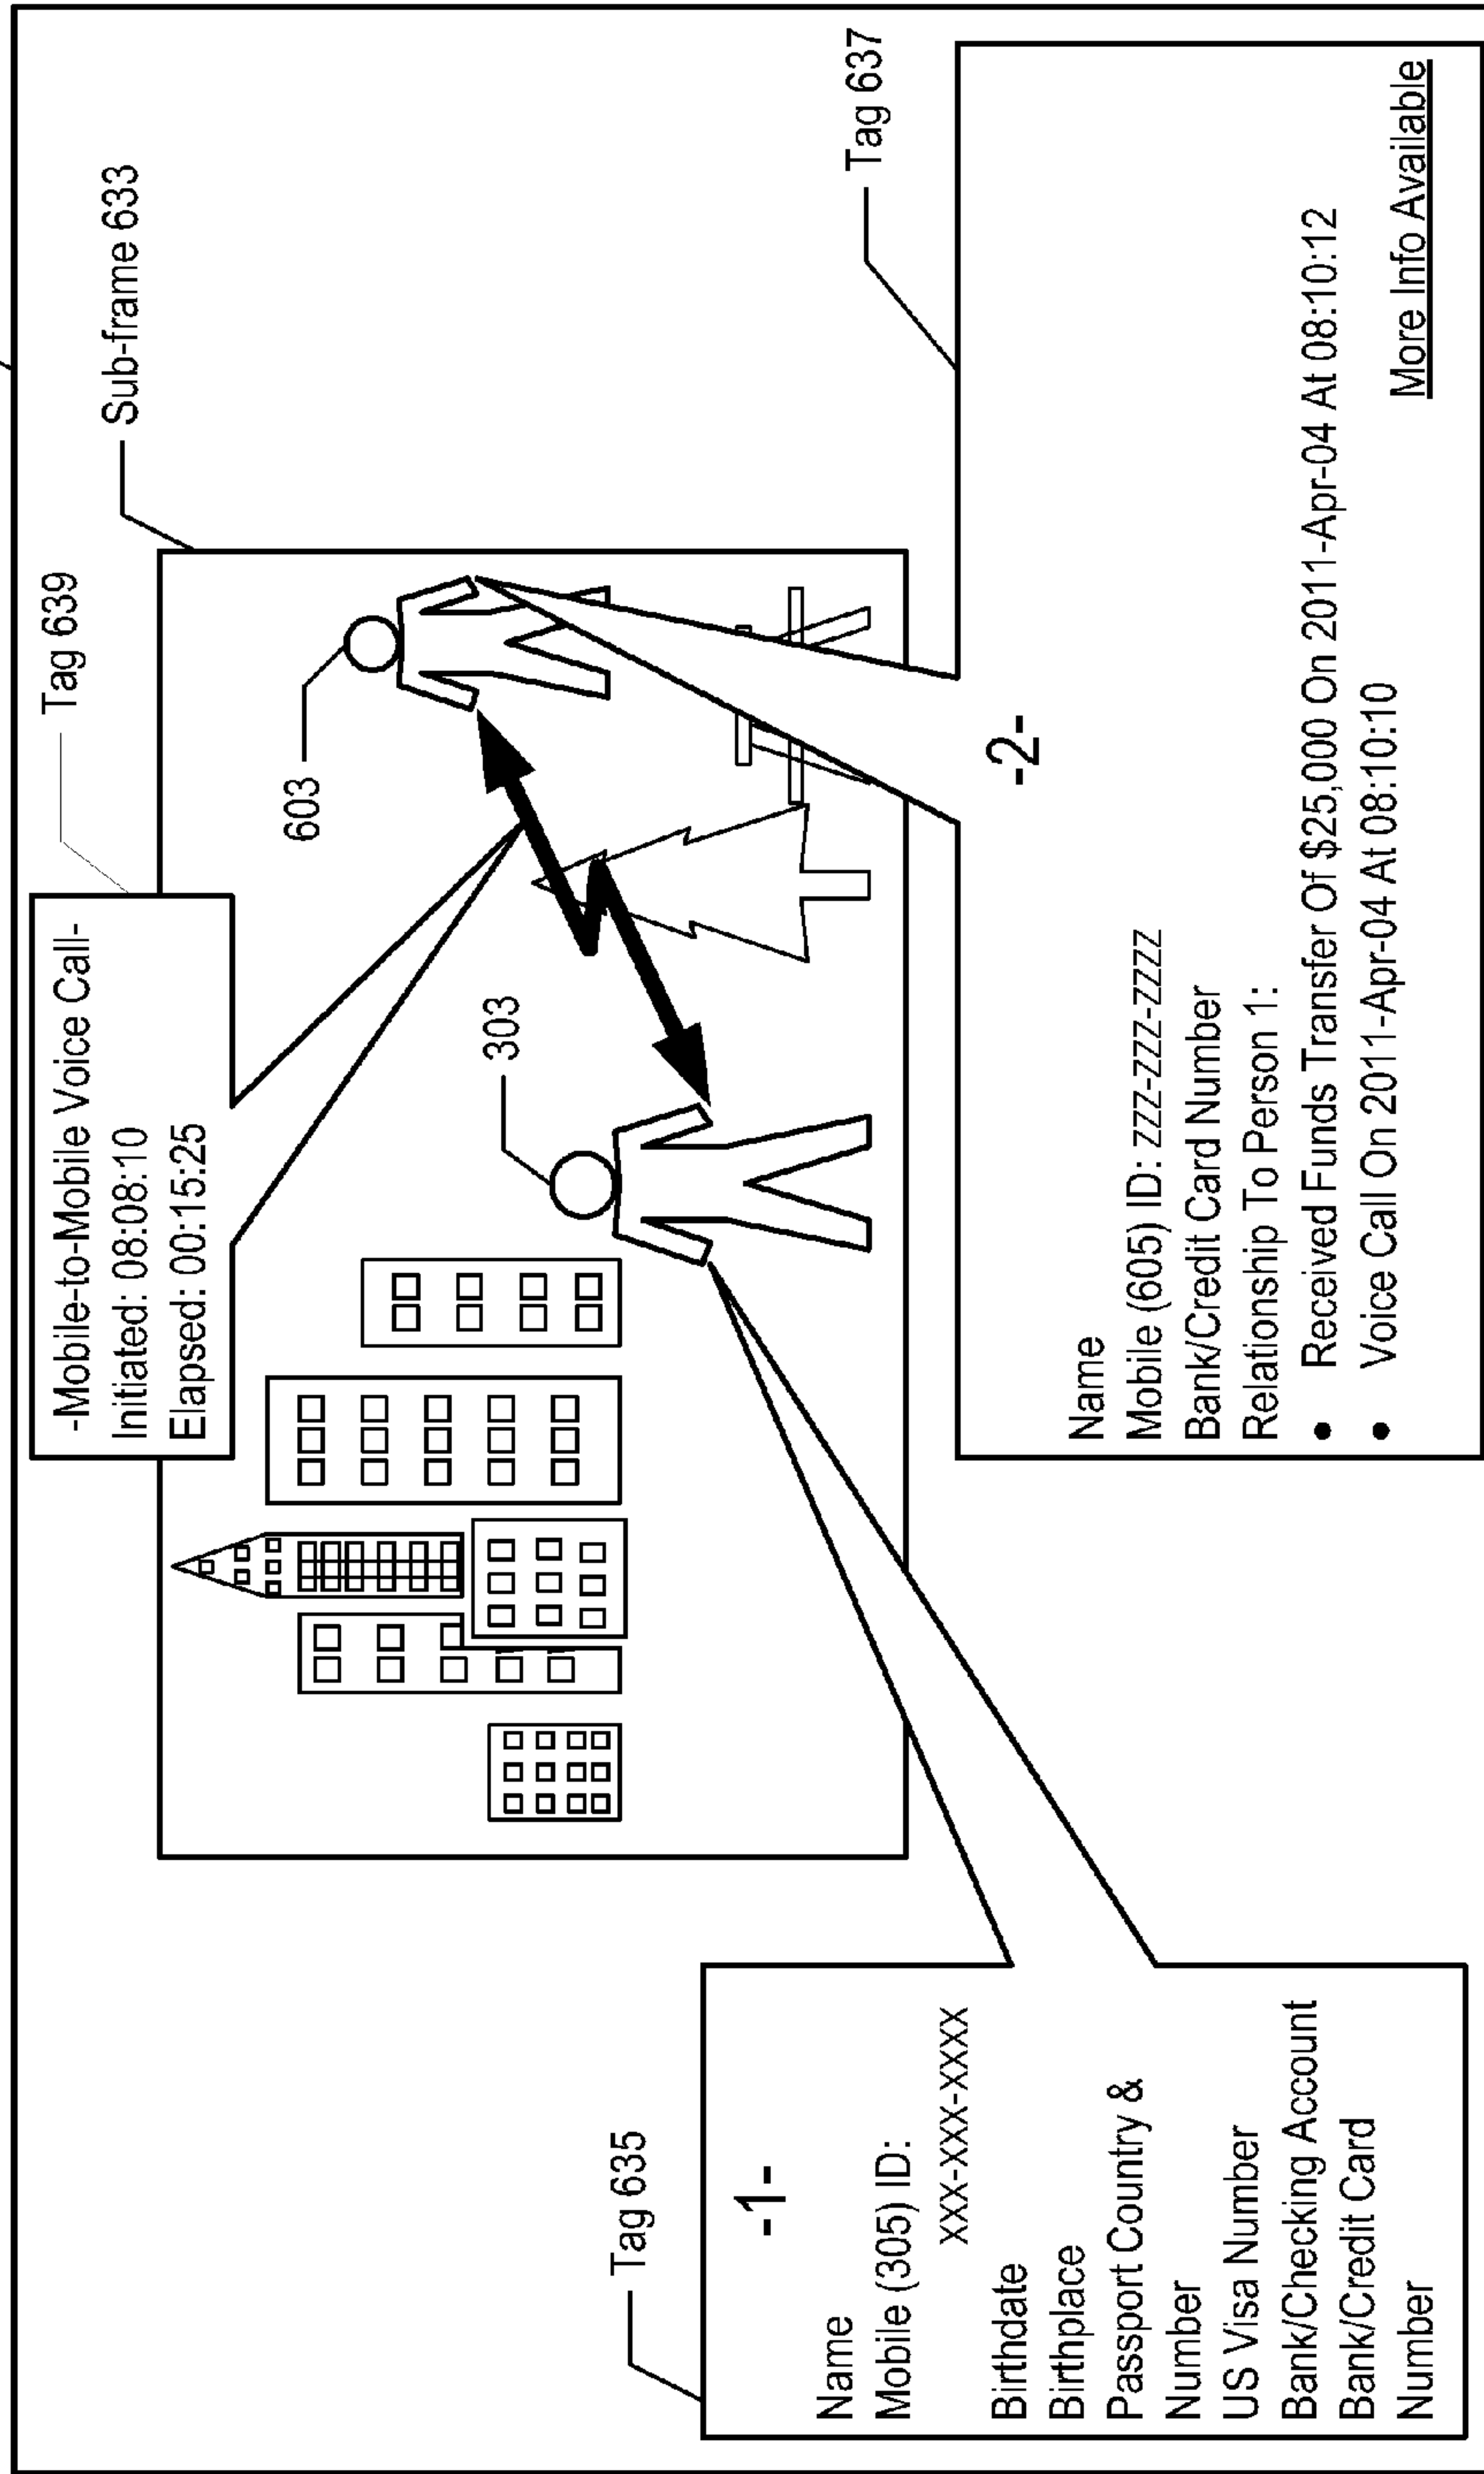 Tag 639
-Mobile-to-Mobile Voice Call-
Initiated: 08:08:10
Elapsed: 00:15:25
Sub-frame 633
603
303
Tag 635
-1-
Name
Mobile (305) ID:
xxx-xxx-xxxx
Birthdate
Birthplace
Passport Country &
Number
US Visa Number
Bank/Checking Account
Bank/Credit Card
Number
Tag 637
-2-
Name
Mobile (605) ID: zzz-zzz-zzzz
Bank/Credit Card Number
Relationship To Person 1:
• Received Funds Transfer Of $25,000 On 2011-Apr-04 At 08:10:12
• Voice Call On 2011-Apr-04 At 08:10:10
More Info Available